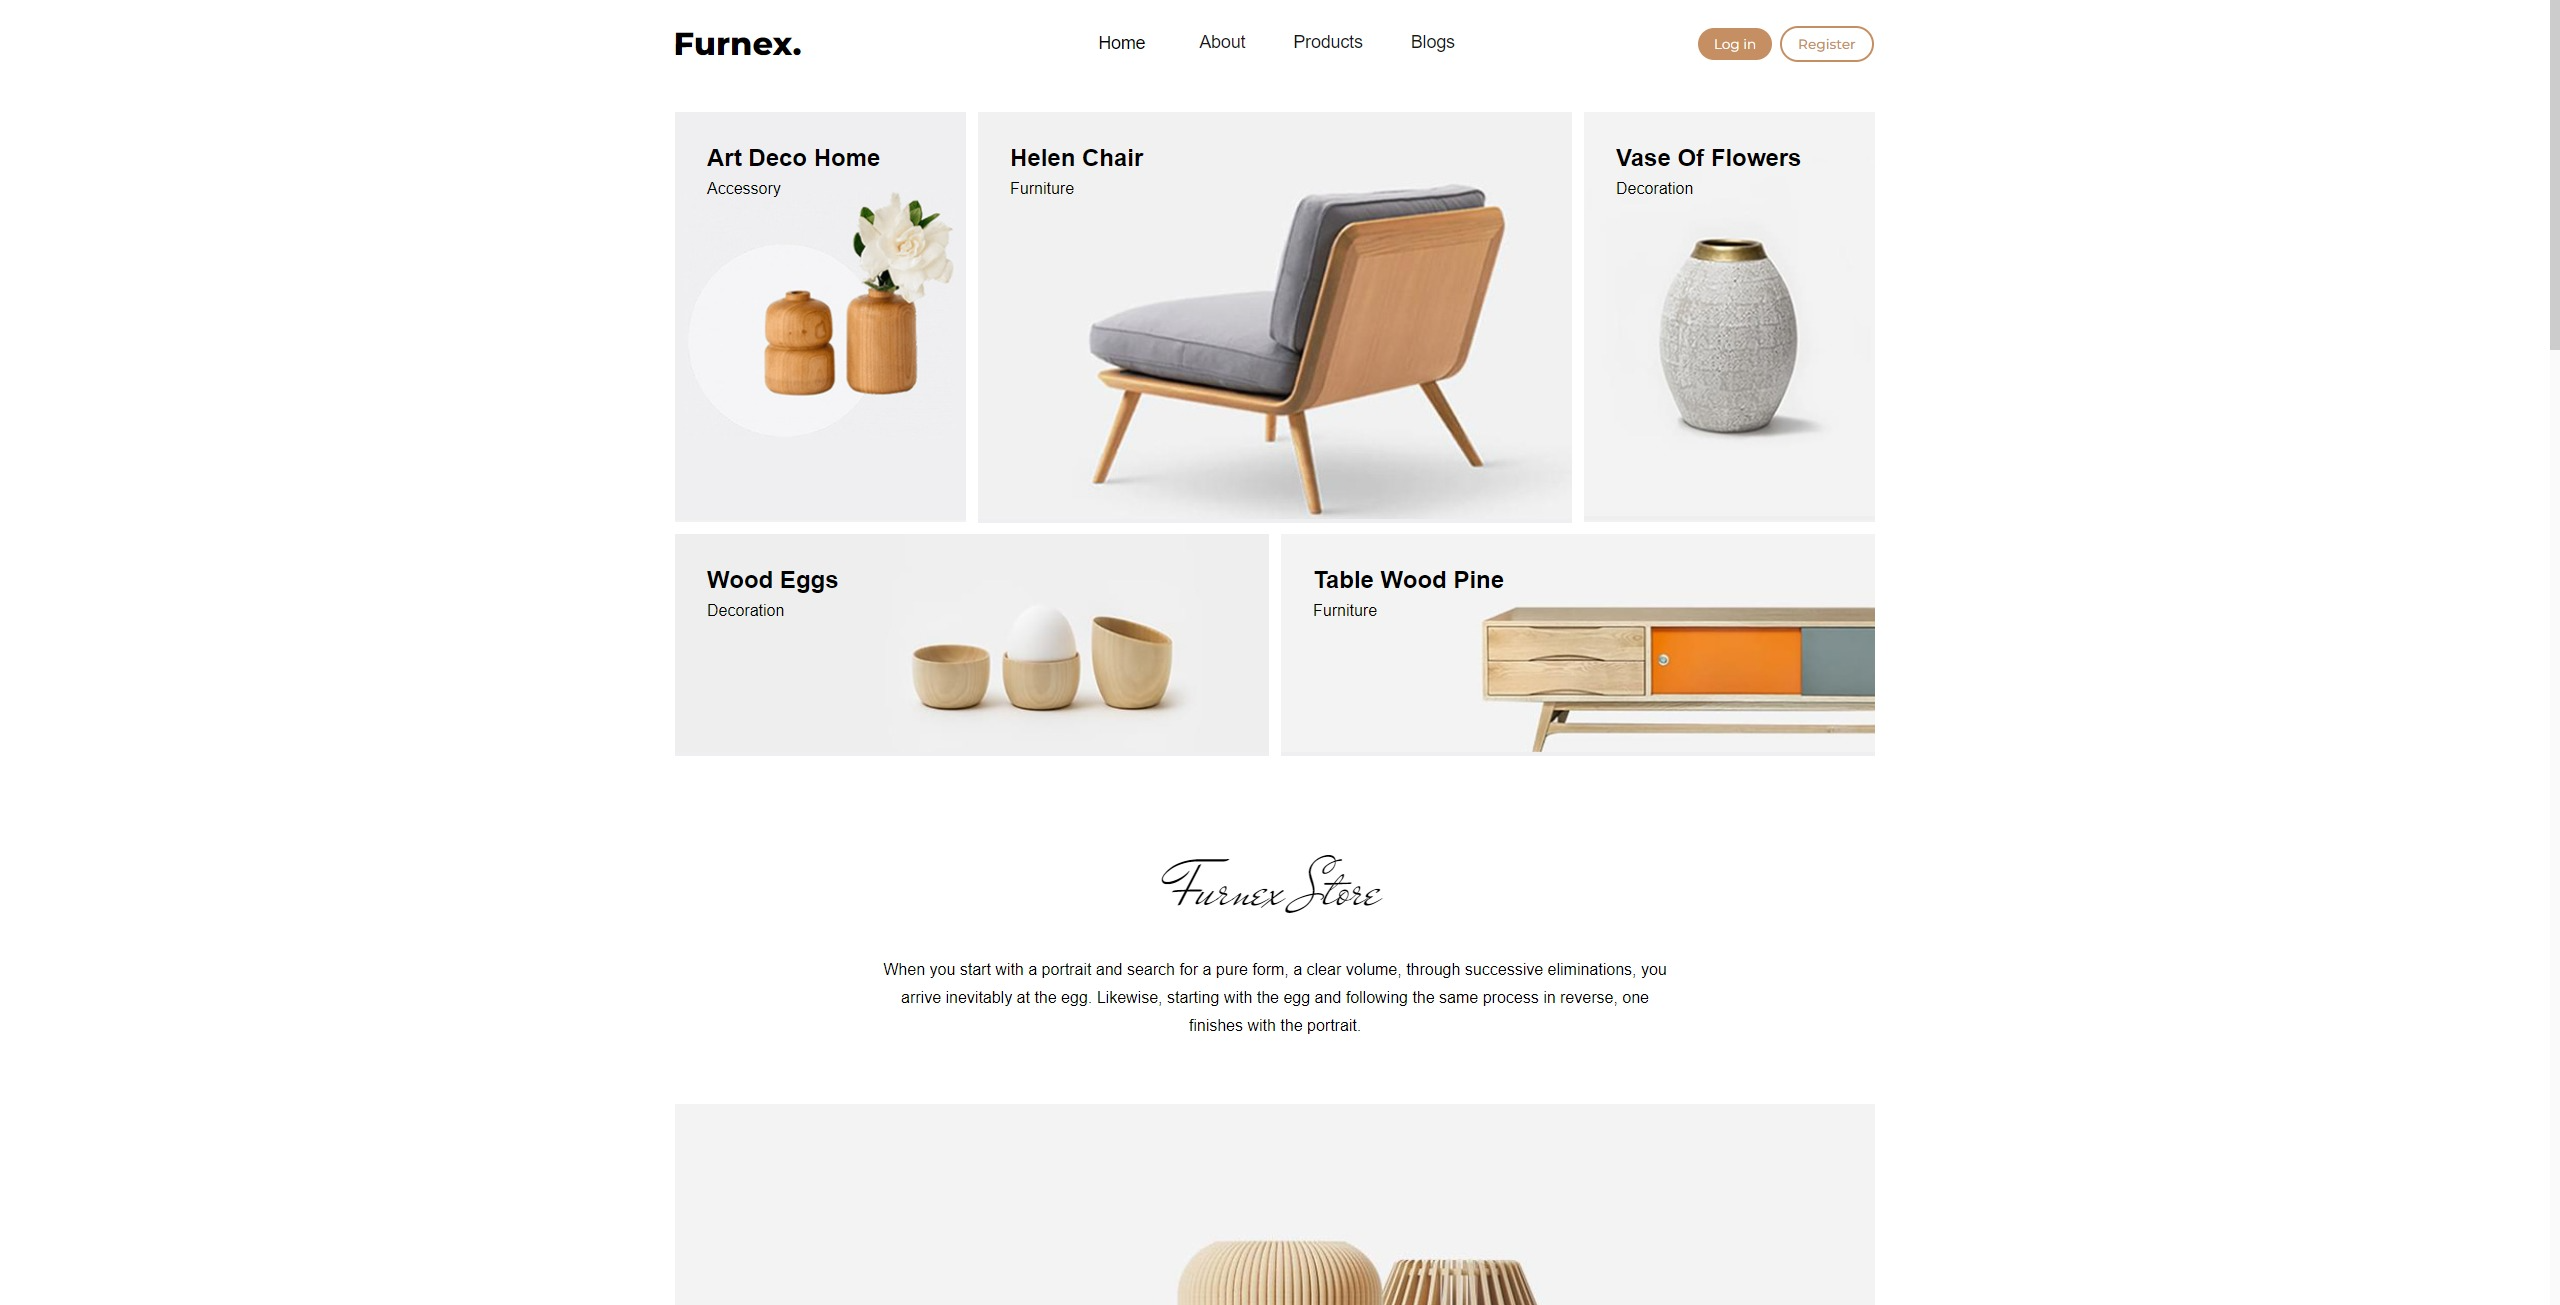 Furnex.
Home About Products Blogs
Log in Register
Art Deco Home
Accessory
Helen Chair
Furniture
Vase Of Flowers
Decoration
Wood Eggs
Decoration
Table Wood Pine
Furniture
Furnex Store
When you start with a portrait and search for a pure form, a clear volume, through successive eliminations, you
arrive inevitably at the egg. Likewise, starting with the egg and following the same process in reverse, one
finishes with the portrait.